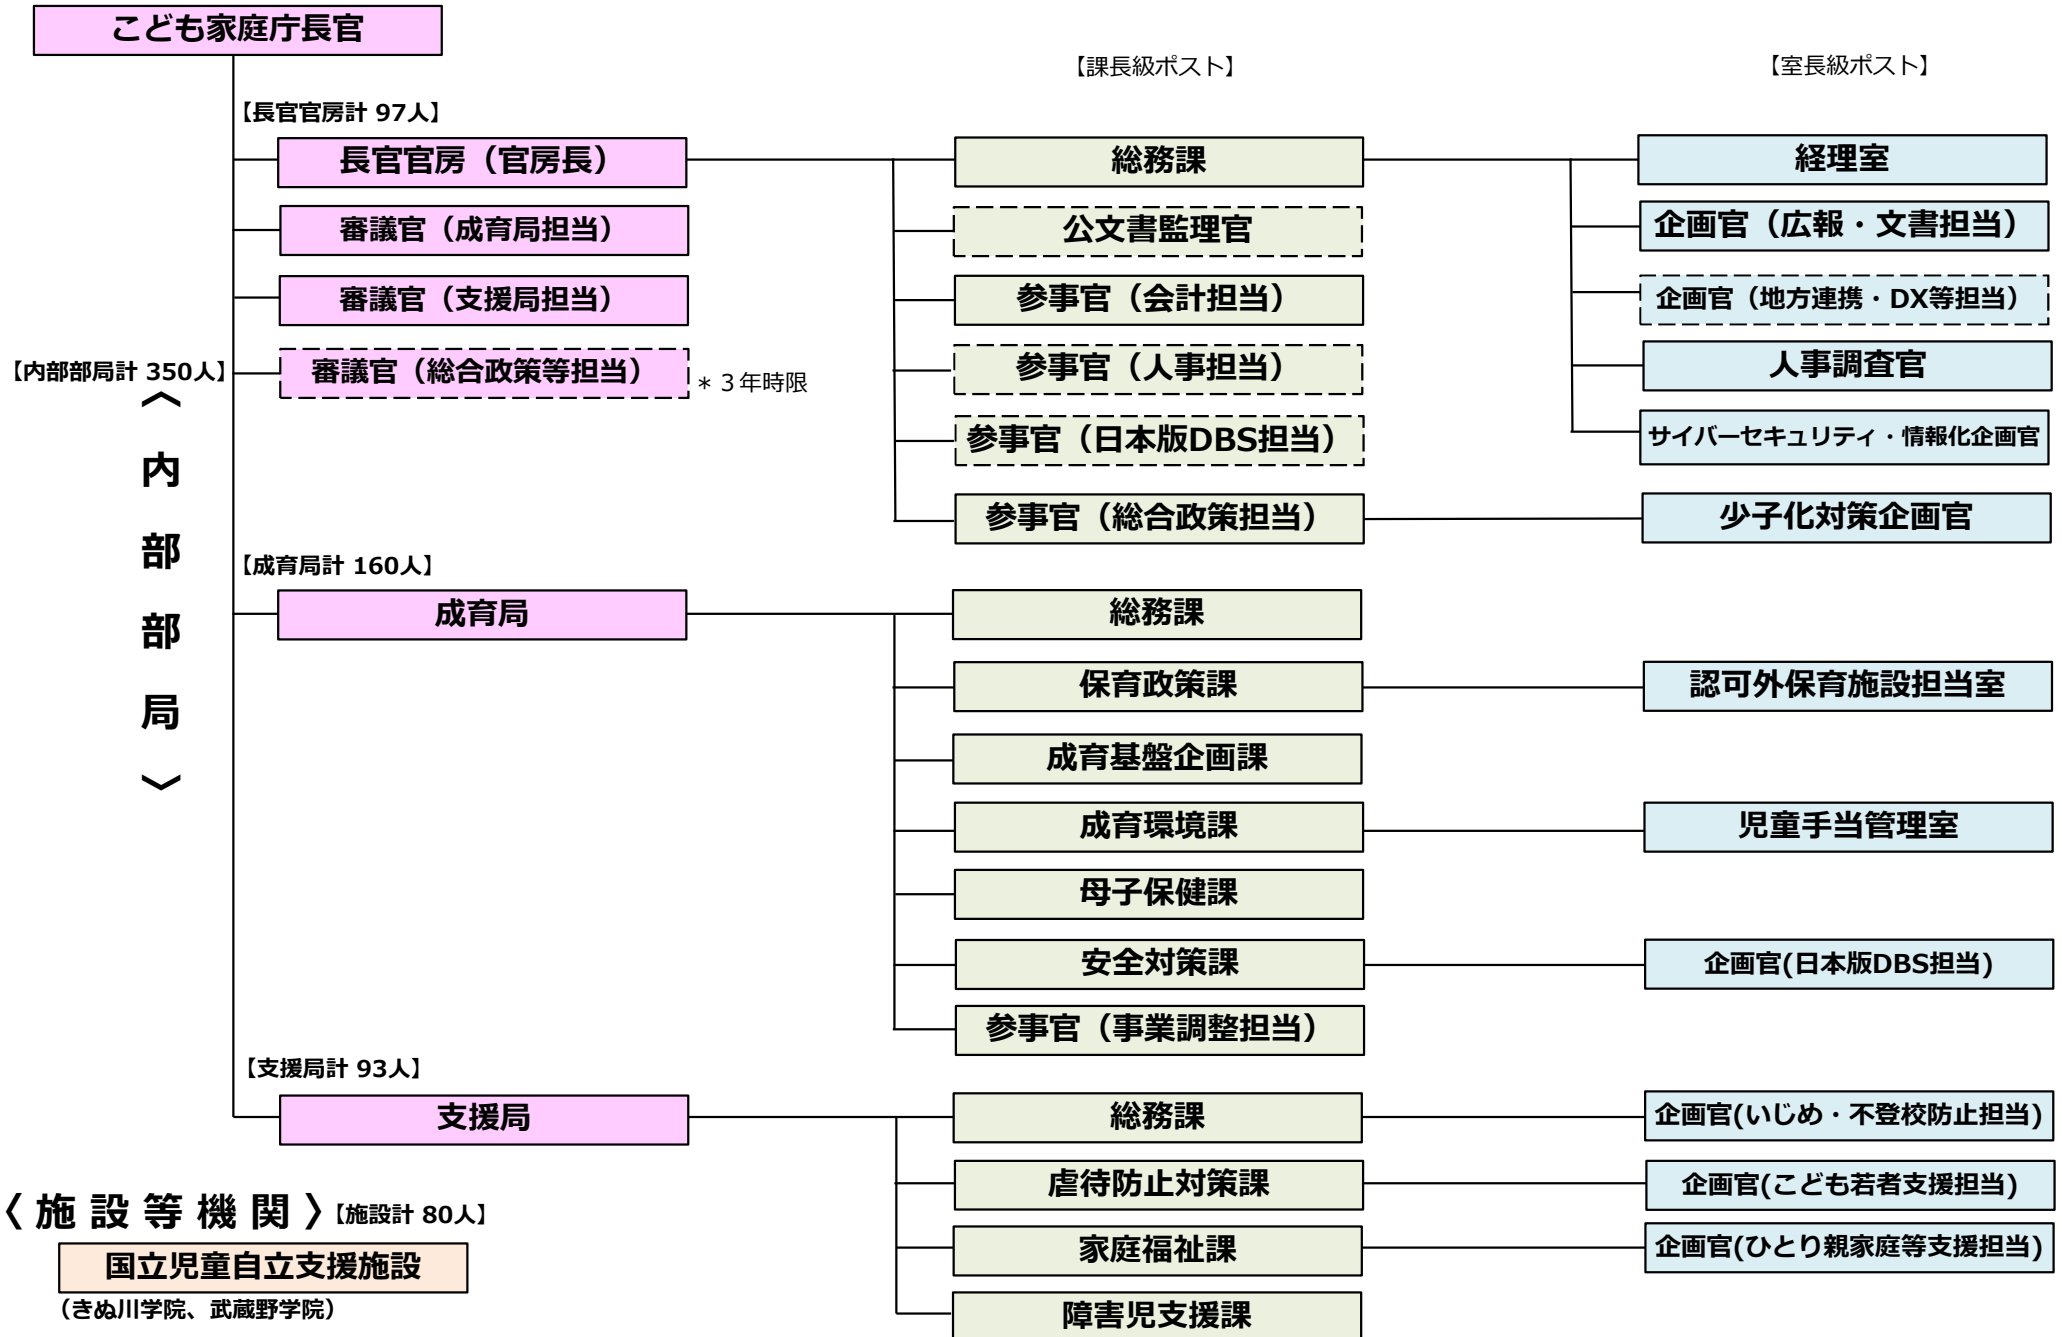 こども家庭庁長官
【課長級ポスト】
【室長級ポスト】
【長官官房計 97人】
長官官房（官房長）
総務課
経理室
審議官（成育局担当）
公文書監理官
企画官（広報・文書担当）
審議官（支援局担当）
参事官（会計担当）
企画官（地方連携・DX等担当）
【内部部局計 350人】
審議官（総合政策等担当）
＊３年時限
参事官（人事担当）
人事調査官
参事官（日本版DBS担当）
サイバーセキュリティ・情報化企画官
参事官（総合政策担当）
少子化対策企画官
〈内部部局〉
【成育局計 160人】
成育局
総務課
保育政策課
認可外保育施設担当室
成育基盤企画課
成育環境課
児童手当管理室
母子保健課
安全対策課
企画官(日本版DBS担当)
参事官（事業調整担当）
【支援局計 93人】
支援局
総務課
企画官(いじめ・不登校防止担当)
虐待防止対策課
企画官(こども若者支援担当)
家庭福祉課
企画官(ひとり親家庭等支援担当)
障害児支援課
〈施設等機関〉【施設計 80人】
国立児童自立支援施設
（きぬ川学院、武蔵野学院）